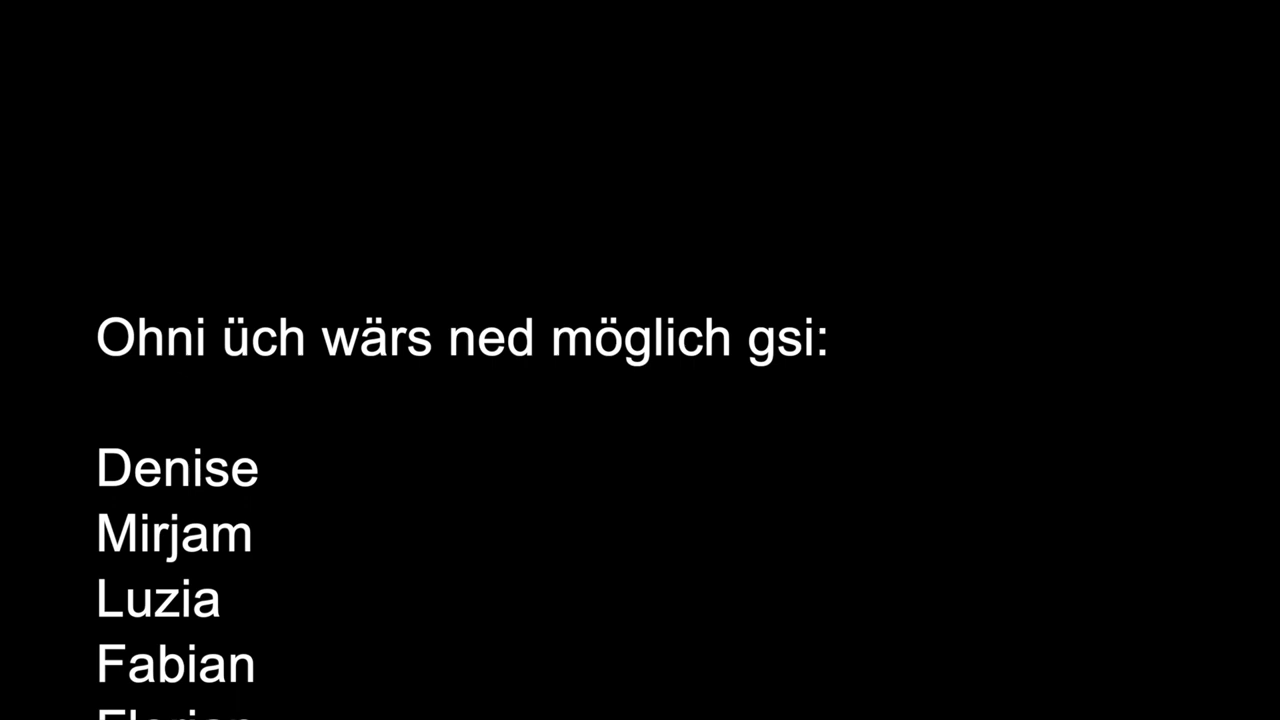 Ohni üch wärs ned möglich gsi:
Denise
Mirjam
Luzia
Fabian